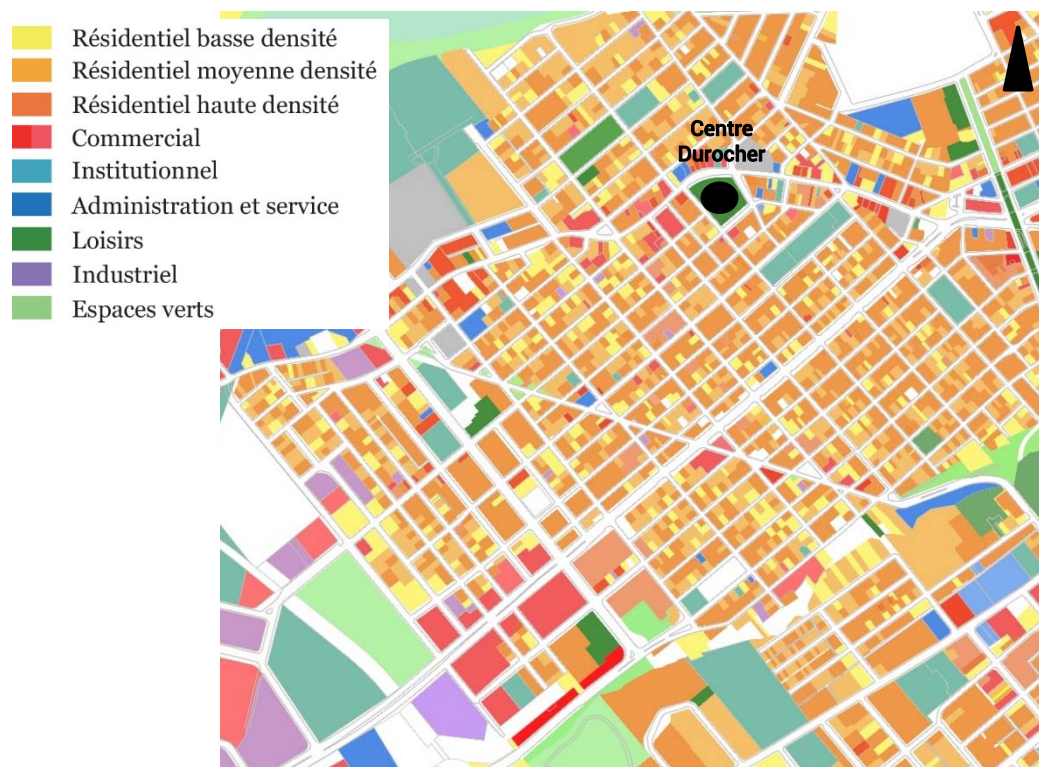 Résidentiel basse densité
Résidentiel moyenne densité
Résidentiel haute densité
Commercial
Institutionnel
Administration et service
Loisirs
Industriel
Espaces verts
Centre
Durocher